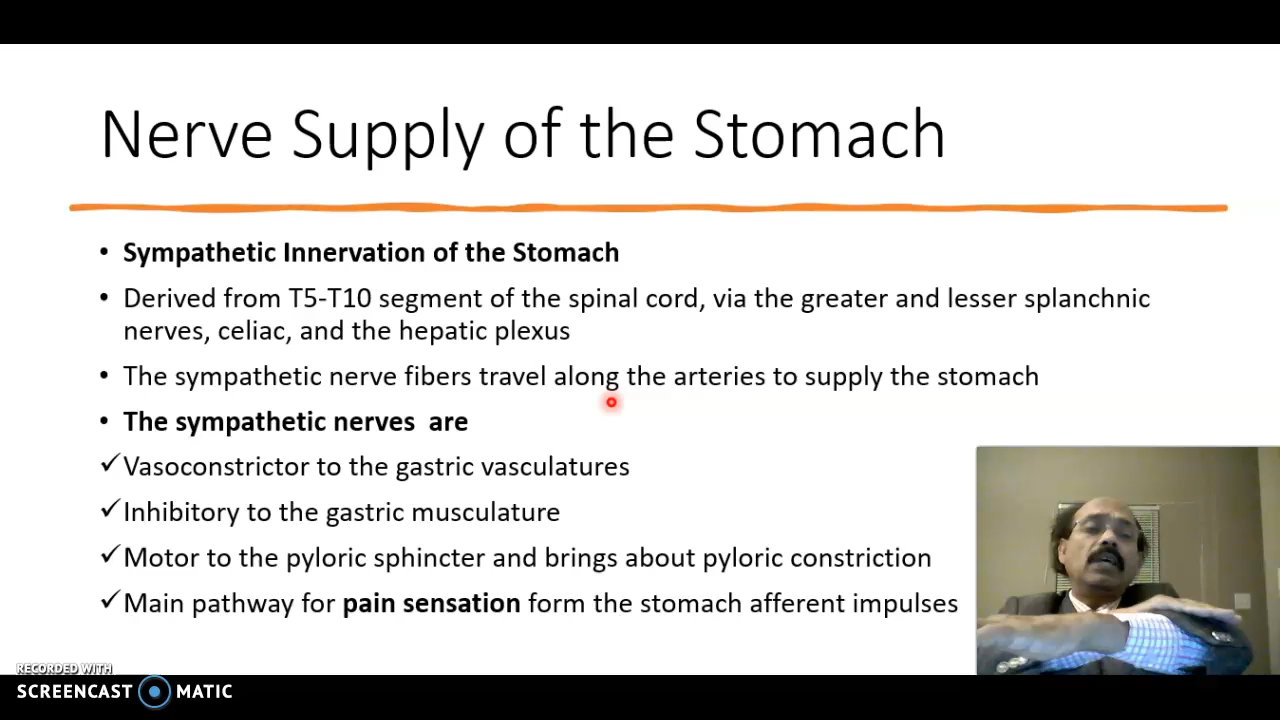 Nerve Supply of the Stomach
• Sympathetic Innervation of the Stomach
• Derived from T5-T10 segment of the spinal cord, via the greater and lesser splanchnic
nerves, celiac, and the hepatic plexus
• The sympathetic nerve fibers travel along the arteries to supply the stomach
• The sympathetic nerves are
✓Vasoconstrictor to the gastric vasculatures
✓Inhibitory to the gastric musculature
✓Motor to the pyloric sphincter and brings about pyloric constriction
✓Main pathway for pain sensation form the stomach afferent impulses
RECORDED WITH
SCREENCAST MATIC